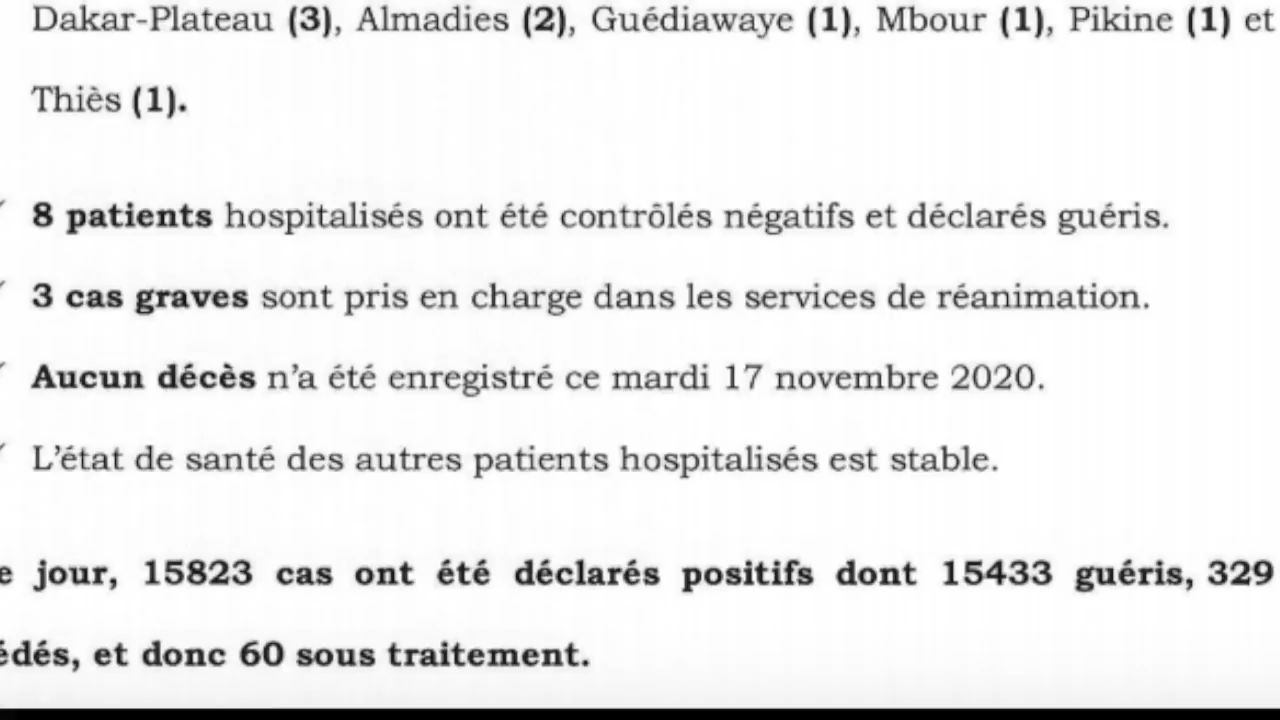 Dakar-Plateau (3), Almadies (2), Guédiawaye (1), Mbour (1), Pikine (1) et
Thiès (1).
8 patients hospitalisés ont été contrôlés négatifs et déclarés guéris.
3 cas graves sont pris en charge dans les services de réanimation.
Aucun décès n’a été enregistré ce mardi 17 novembre 2020.
L’état de santé des autres patients hospitalisés est stable.
e jour, 15823 cas ont été déclarés positifs dont 15433 guéris, 329
édés, et donc 60 sous traitement.